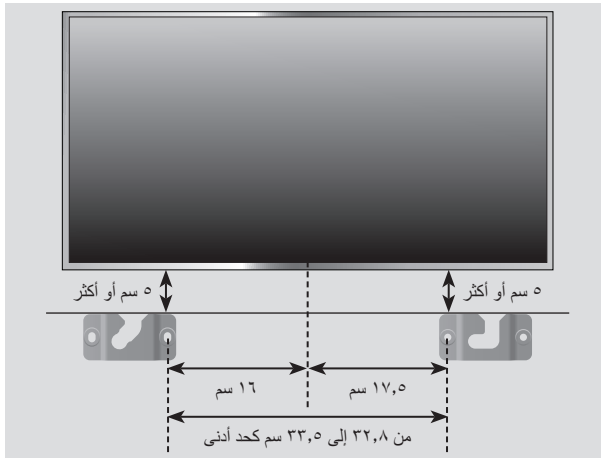 ٥ سم أو أكثر
٥ سم أو أكثر
١٧,٥ سم
١٦ سم
من ٣٢,٨ إلى ٣٣,٥ سم كحد أدنى